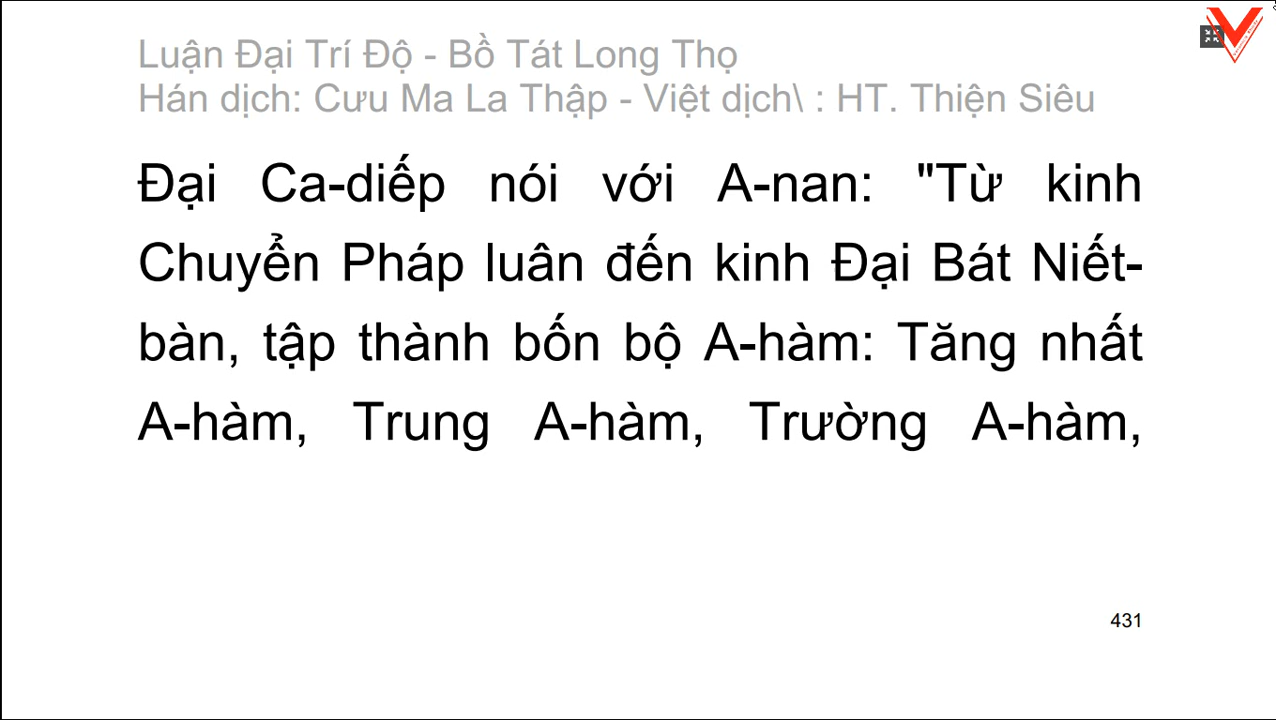 Luận Đại Trí Độ - Bồ Tát Long Thọ
Hán dịch: Cưu Ma La Thập - Việt dịch\ : HT. Thiện Siêu
Đại Ca-diếp nói với A-nan: "Từ kinh
Chuyển Pháp luân đến kinh Đại Bát Niết-
bàn, tập thành bốn bộ A-hàm: Tăng nhất
A-hàm, Trung A-hàm, Trường A-hàm,
431